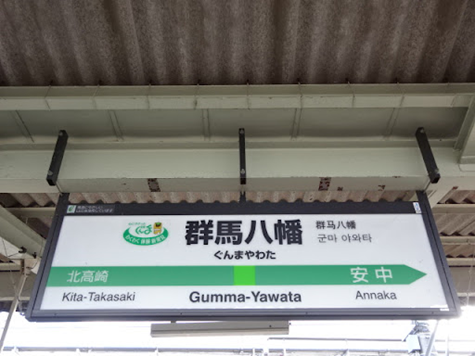 群馬八幡
ぐんまやわた
群马八幡
군마 야와타
北高崎
安中
Kita-Takasaki
Gumma-Yawata
Annaka